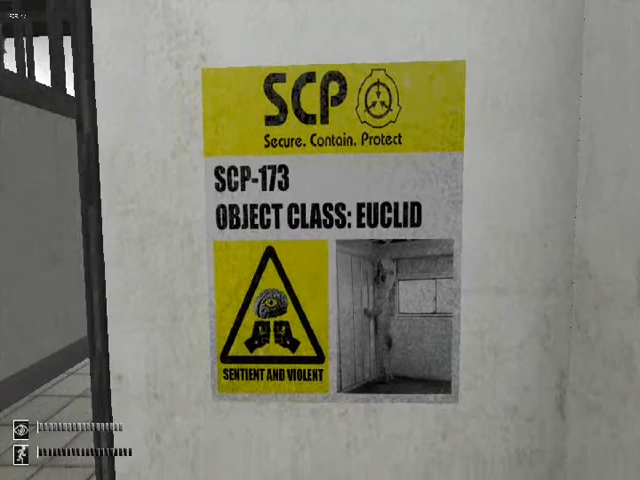 SCP
Secure. Contain. Protect
SCP-173
OBJECT CLASS: EUCLID
SENTIENT AND VIOLENT